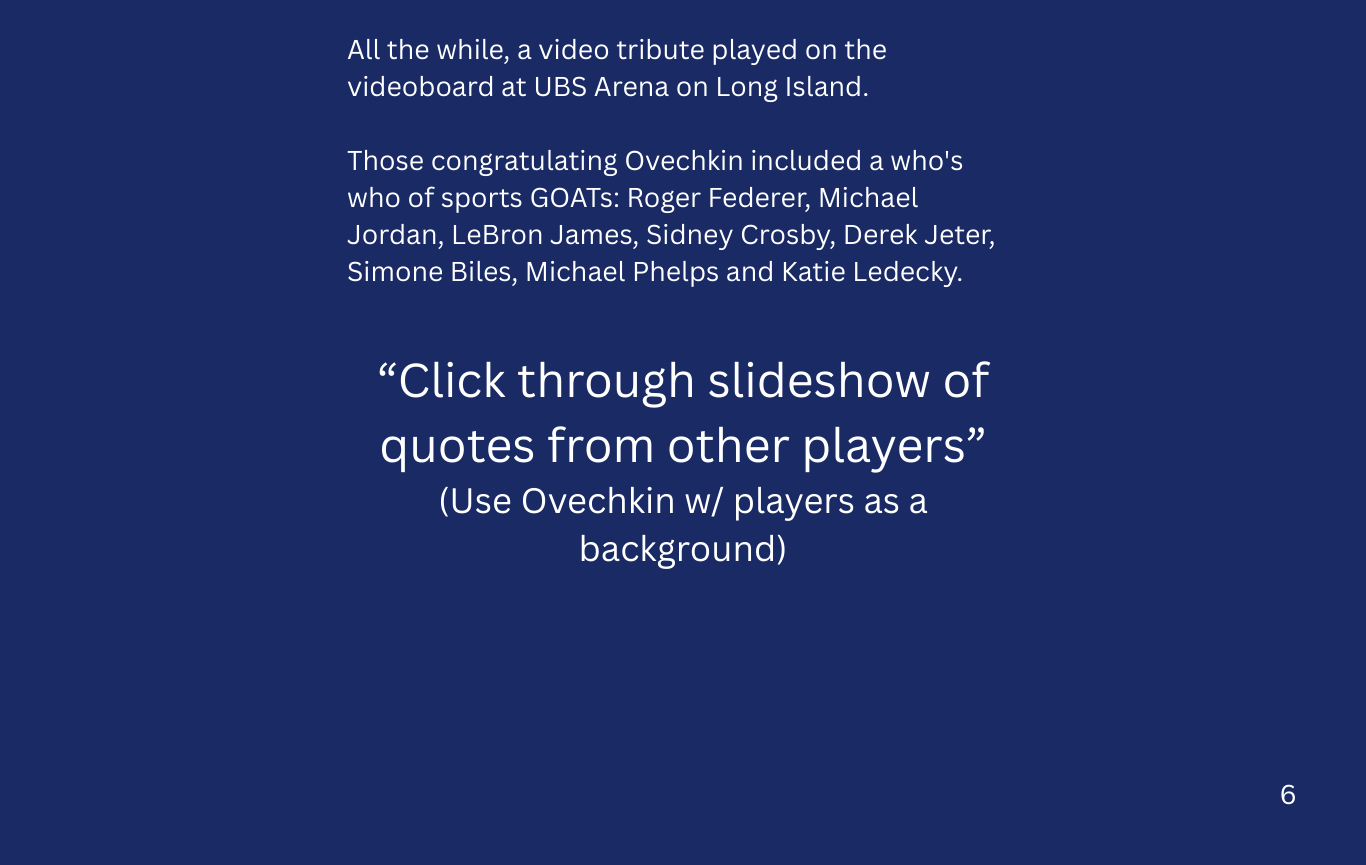 All the while, a video tribute played on the
videoboard at UBS Arena on Long Island.
Those congratulating Ovechkin included a who's
who of sports GOATs: Roger Federer, Michael
Jordan, LeBron James, Sidney Crosby, Derek Jeter,
Simone Biles, Michael Phelps and Katie Ledecky.
“Click through slideshow of
quotes from other players”
(Use Ovechkin w/ players as a
background)
6